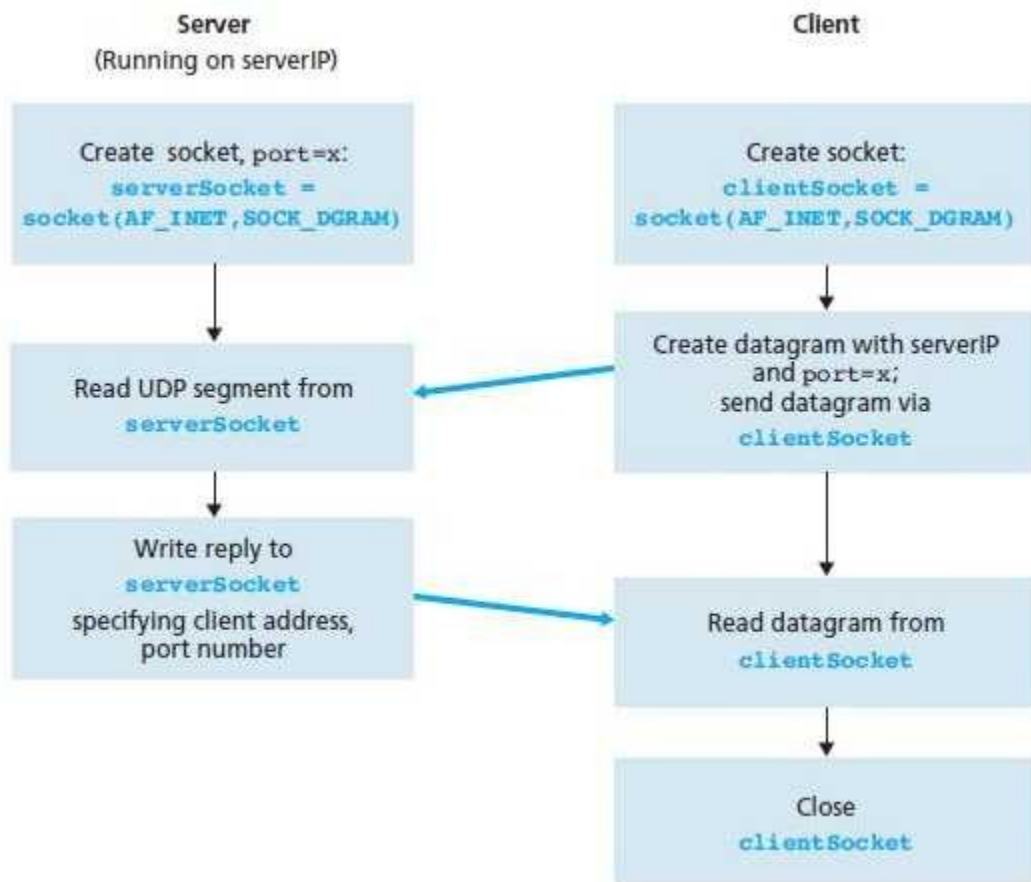 Server
(Running on serverIP)
Create socket, port=x:
serverSocket =
socket(AF_INET,SOCK_DGRAM)
Read UDP segment from
serverSocket
Write reply to
serverSocket
specifying client address,
port number
Client
Create socket:
clientSocket =
socket(AF_INET,SOCK_DGRAM)
Create datagram with serverIP
and port=x;
send datagram via
clientSocket
Read datagram from
clientSocket
Close
clientSocket